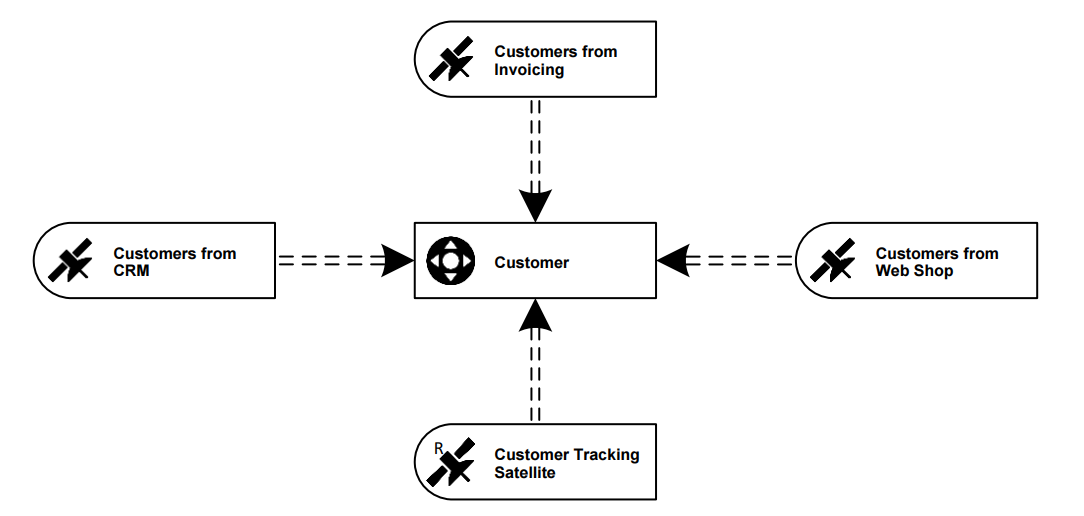 Customers from
Invoicing
Customers from
CRM
Customer
Customers from
Web Shop
R
Customer Tracking
Satellite